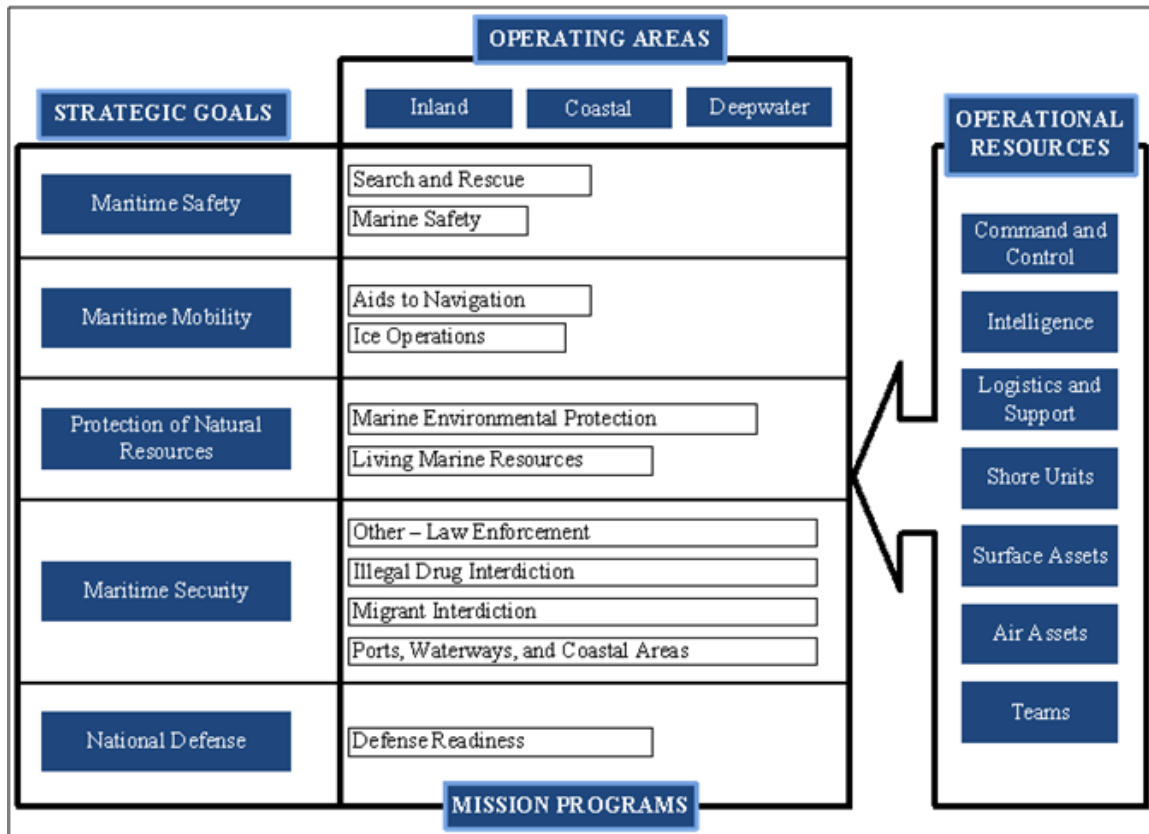 OPERATING AREAS
STRATEGIC GOALS
Inland
Coastal
Deepwater
OPERATIONAL
RESOURCES
Maritime Safety
Search and Rescue
Marine Safety
Maritime Mobility
Aids to Navigation
Ice Operations
Protection of Natural
Resources
Marine Environmental Protection
Living Marine Resources
Maritime Security
Other – Law Enforcement
Illegal Drug Interdiction
Migrant Interdiction
Ports, Waterways, and Coastal Areas
National Defense
Defense Readiness
MISSION PROGRAMS
Command and
Control
Intelligence
Logistics and
Support
Shore Units
Surface Assets
Air Assets
Teams